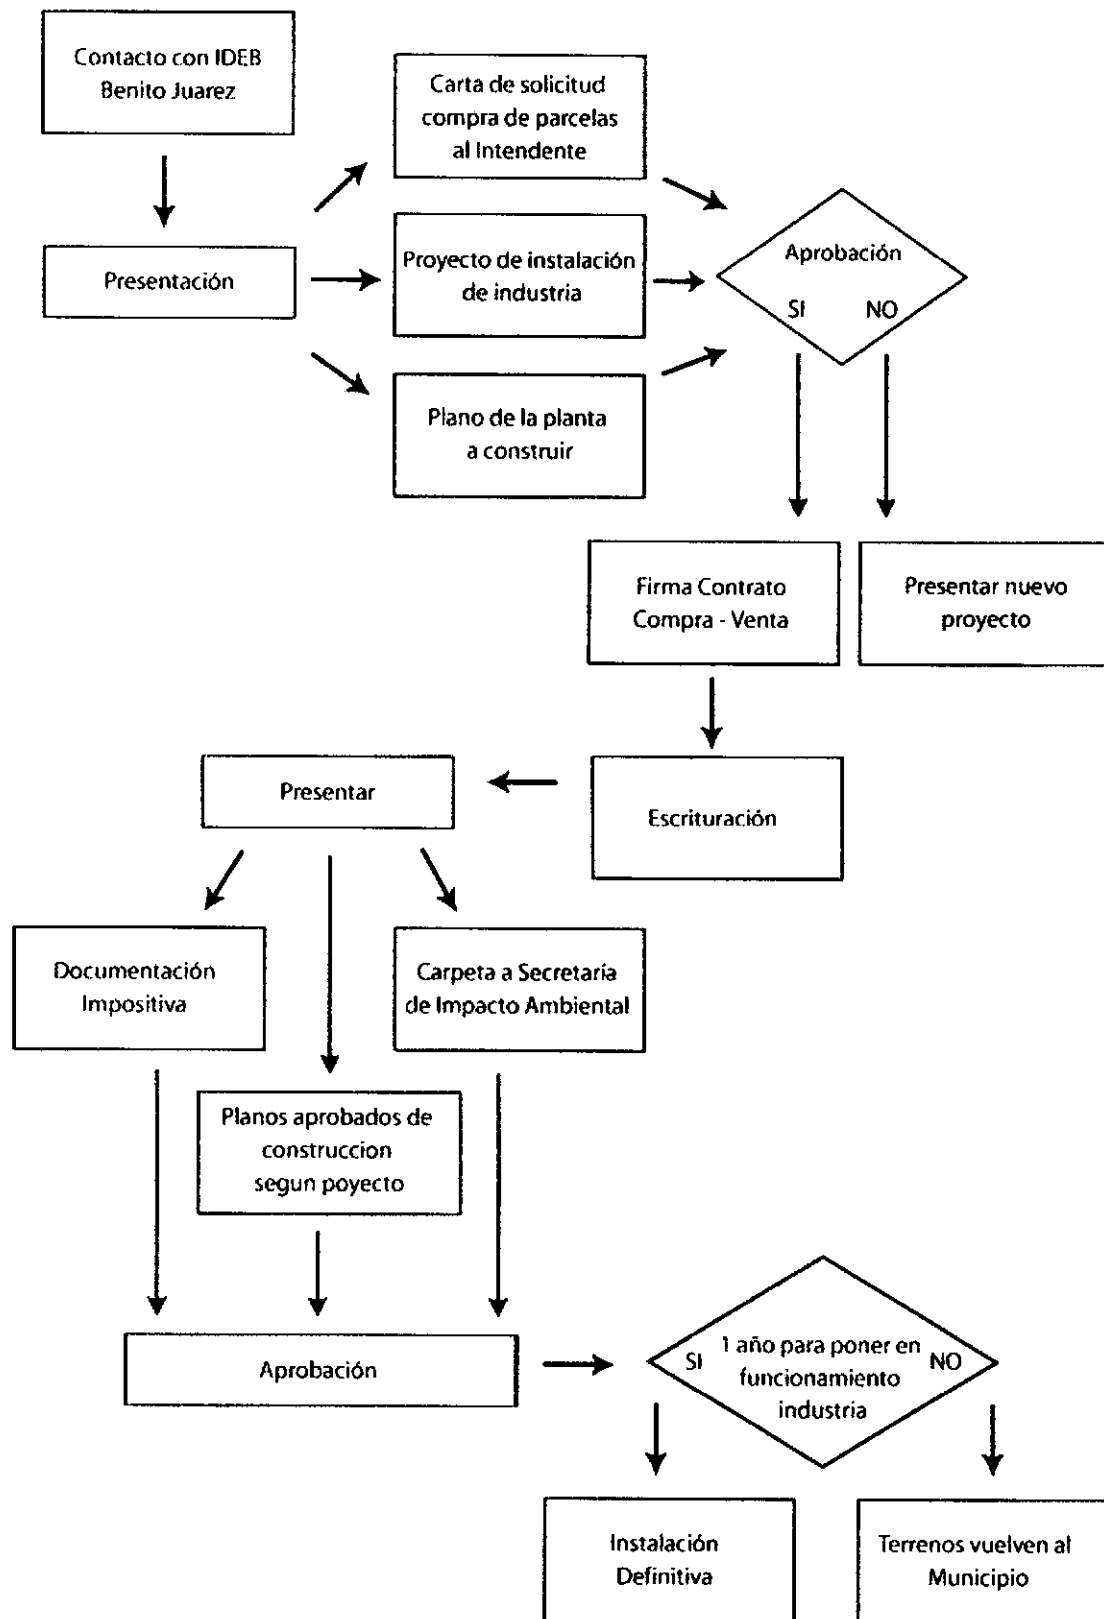 Contacto con IDEB
Benito Juarez
Carta de solicitud
compra de parcelas
al Intendente
Presentación
Proyecto de instalación
de industria
Aprobación
SI
NO
Plano de la planta
a construir
Firma Contrato
Compra - Venta
Presentar nuevo
proyecto
Presentar
Escrituración
Documentación
Impositiva
Carpeta a Secretaría
de Impacto Ambiental
Planos aprobados de
construccion
segun poyecto
Aprobación
SI
1 año para poner en
funcionamiento
industria
NO
Instalación
Definitiva
Terrenos vuelven al
Municipio